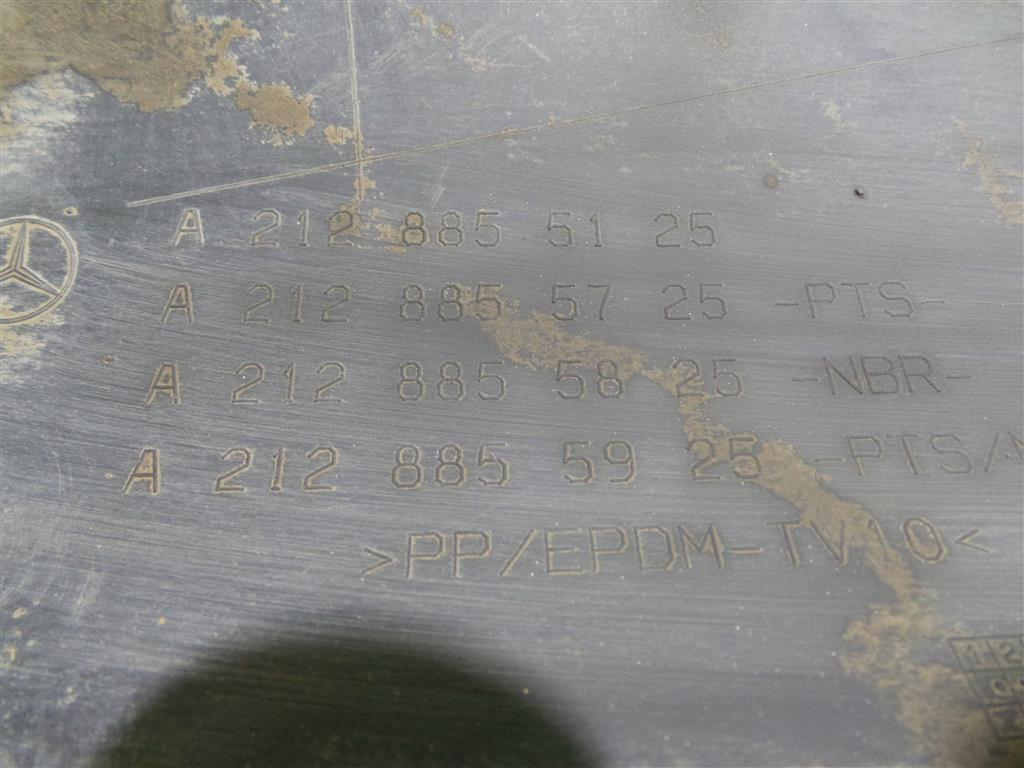 A 212 885 51 25
A 212 885 57 25 -PTS-
A 212 885 58 25 -NBR-
A 212 885 59 25 -PTS/
>PP/EPDM-TV10<